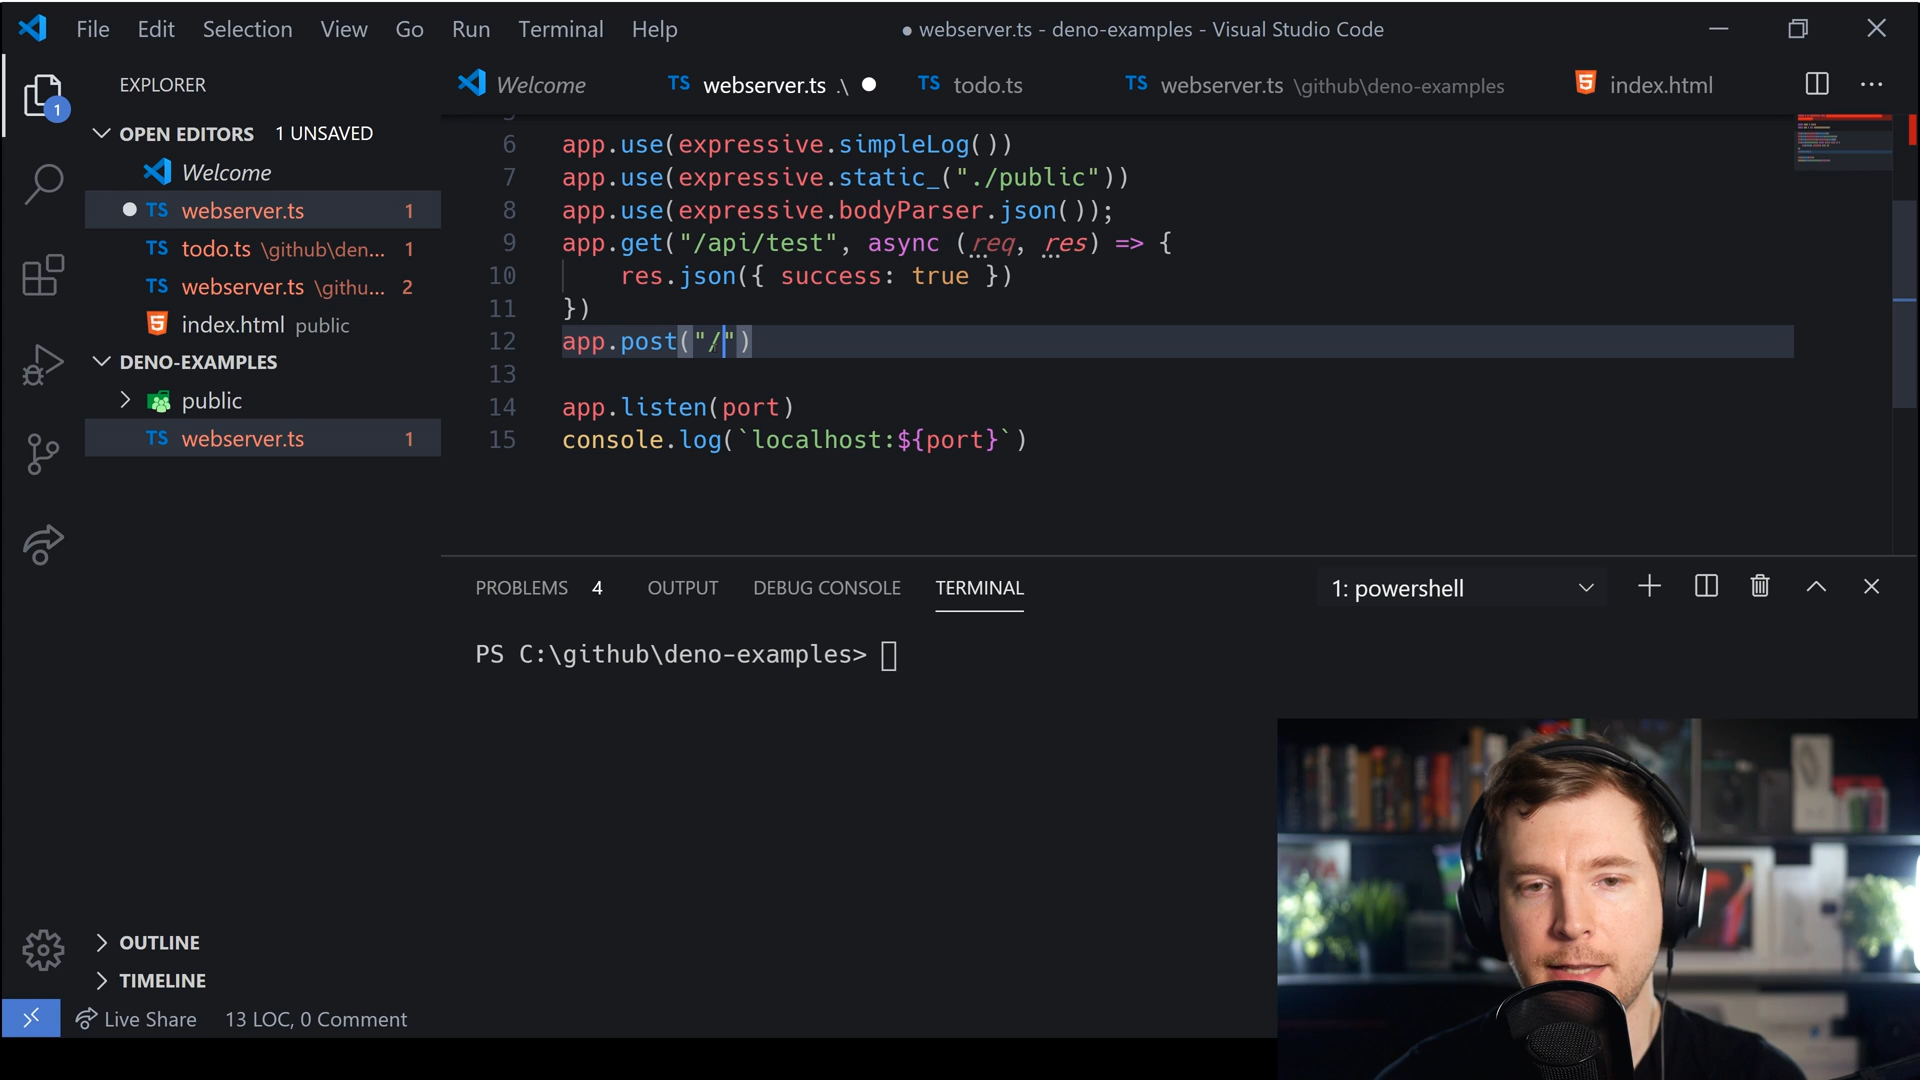 File Edit Selection View Go Run Terminal Help ● webserver.ts - deno-examples - Visual Studio Code
EXPLORER
Welcome TS webserver.ts .\ TS todo.ts TS webserver.ts \github\deno-examples index.html
1
OPEN EDITORS 1 UNSAVED
Welcome
TS webserver.ts 1
TS todo.ts \github\den... 1
TS webserver.ts \githu... 2
index.html public
DENO-EXAMPLES
public
TS webserver.ts 1
6 app.use(expressive.simpleLog())
7 app.use(expressive.static_("./public"))
8 app.use(expressive.bodyParser.json());
9 app.get("/api/test", async (req, res) => {
10 res.json({ success: true })
11 })
12 app.post("/")
13
14 app.listen(port)
15 console.log(`localhost:${port}`)
PROBLEMS 4 OUTPUT DEBUG CONSOLE TERMINAL 1: powershell
PS C:\github\deno-examples>
OUTLINE
TIMELINE
Live Share 13 LOC, 0 Comment